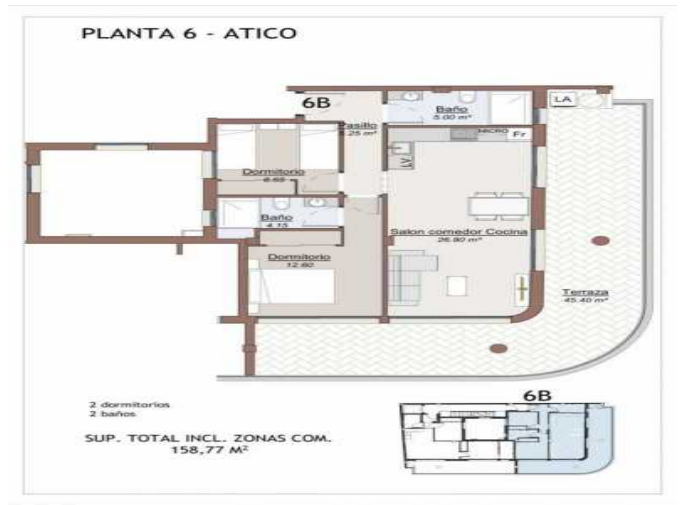 PLANTA 6 - ATICO
6B
Baño
5.00 m²
LA
Pasillo
MICRO
Fr
LV
Dormitorio
Baño
4.15
Salon comedor Cocina
26.80 m²
Dormitorio
12.60
Terraza
45.40 m²
6B
2 dormitorios
2 baños
SUP. TOTAL INCL. ZONAS COM.
158,77 M²